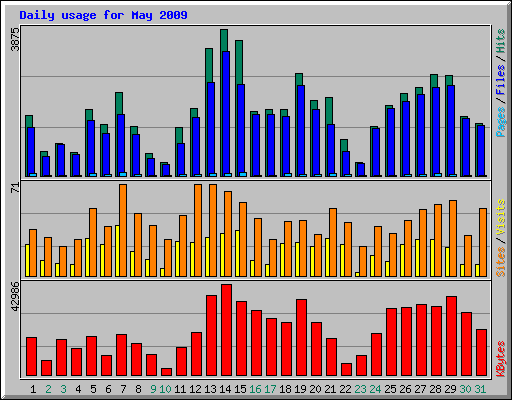 Daily usage for May 2009
3875
Pages / Files / Hits
71
Sites / Visits
42986
KBytes
1 2 3 4 5 6 7 8 9 10 11 12 13 14 15 16 17 18 19 20 21 22 23 24 25 26 27 28 29 30 31